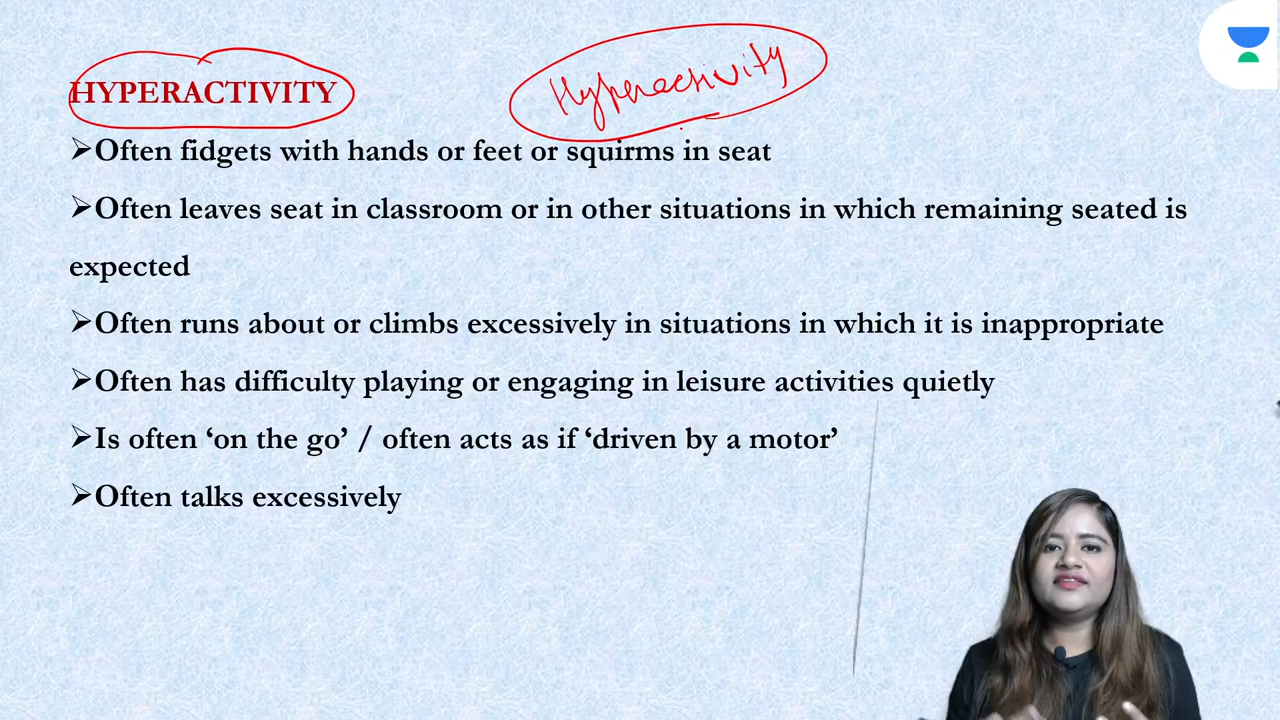 HYPERACTIVITY
Hyperactivity
➢Often fidgets with hands or feet or squirms in seat
➢Often leaves seat in classroom or in other situations in which remaining seated is
expected
➢Often runs about or climbs excessively in situations in which it is inappropriate
➢Often has difficulty playing or engaging in leisure activities quietly
➢Is often ‘on the go’ / often acts as if ‘driven by a motor’
➢Often talks excessively